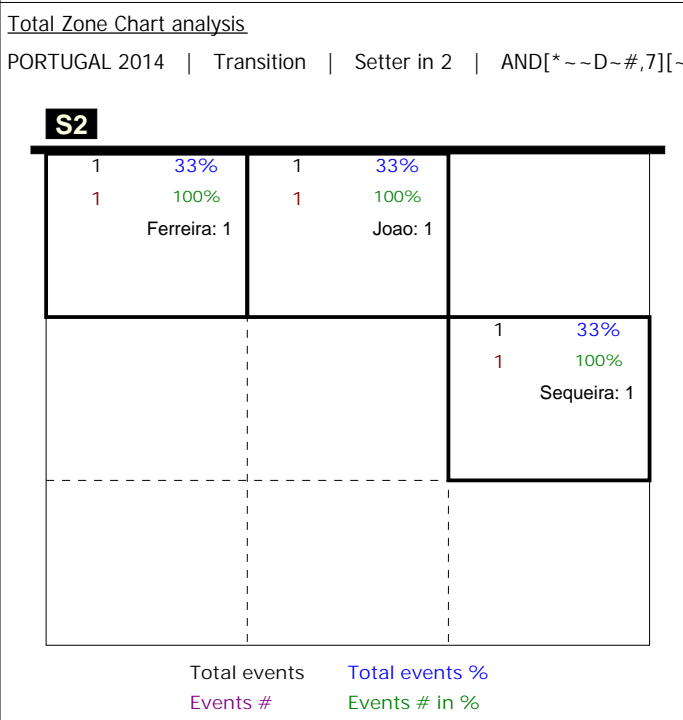 Total Zone Chart analysis
PORTUGAL 2014 | Transition | Setter in 2 | AND[*~~D~#,7][~
S2
1 33% 1 33%
1 100% 1 100%
Ferreira: 1 Joao: 1
1 33%
1 100%
Sequeira: 1
Total events Total events %
Events # Events # in %